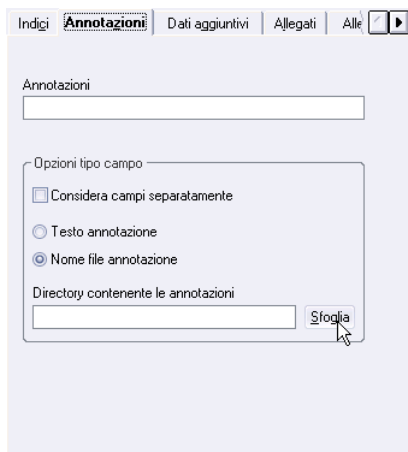 Indici Annotazioni Dati aggiuntivi Allegati Alle
Annotazioni
Opzioni tipo campo
Considera campi separatamente
Testo annotazione
Nome file annotazione
Directory contenente le annotazioni
Sfoglia